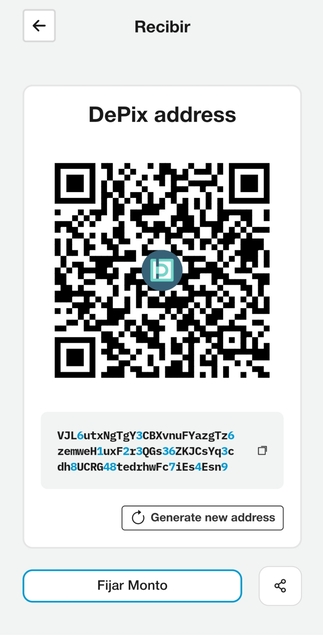 Recibir
DePix address
VJL6utxNgTgY3CBXvnuFYAzgTz6
zemweH1uxF2r3QGs36ZKJCsYq3c
dh8UCRG48tedrhwFc7iEs4Esn9
Generate new address
Fijar Monto